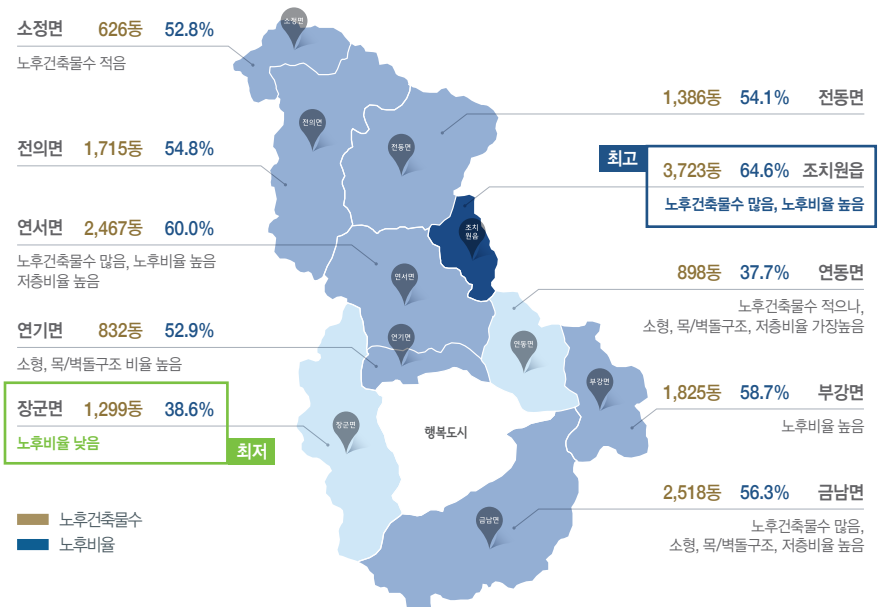 소정면 626동 52.8%
노후건축물수 적음
전의면 1,715동 54.8%
연서면 2,467동 60.0%
노후건축물수 많음, 노후비율 높음
저층비율 높음
연기면 832동 52.9%
소형, 목/벽돌구조 비율 높음
장군면 1,299동 38.6%
노후비율 낮음
최저
노후건축물수
노후비율
소정면
전의면
전동면
조치
원읍
연서면
연기면
연동면
부강면
장군면
행복도시
금남면
1,386동 54.1% 전동면
최고
3,723동 64.6% 조치원읍
노후건축물수 많음, 노후비율 높음
898동 37.7% 연동면
노후건축물수 적으나,
소형, 목/벽돌구조, 저층비율 가장높음
1,825동 58.7% 부강면
노후비율 높음
2,518동 56.3% 금남면
노후건축물수 많음,
소형, 목/벽돌구조, 저층비율 높음